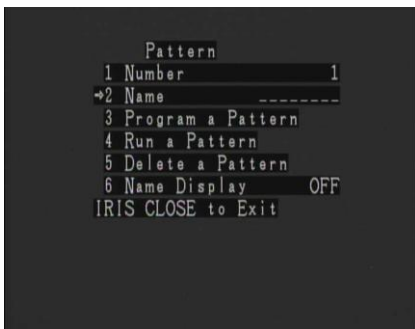 Pattern
1 Number 1
⇒2 Name ________
3 Program a Pattern
4 Run a Pattern
5 Delete a Pattern
6 Name Display OFF
IRIS CLOSE to Exit